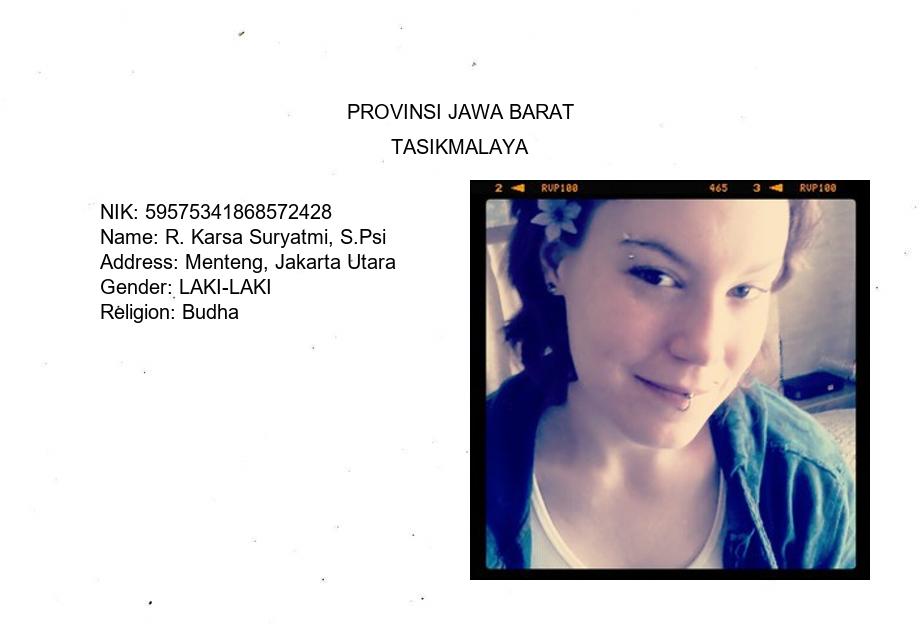 PROVINSI JAWA BARAT
TASIKMALAYA
2 RVP100 465 3 RVP100
NIK: 59575341868572428
Name: R. Karsa Suryatmi, S.Psi
Address: Menteng, Jakarta Utara
Gender: LAKI-LAKI
Religion: Budha